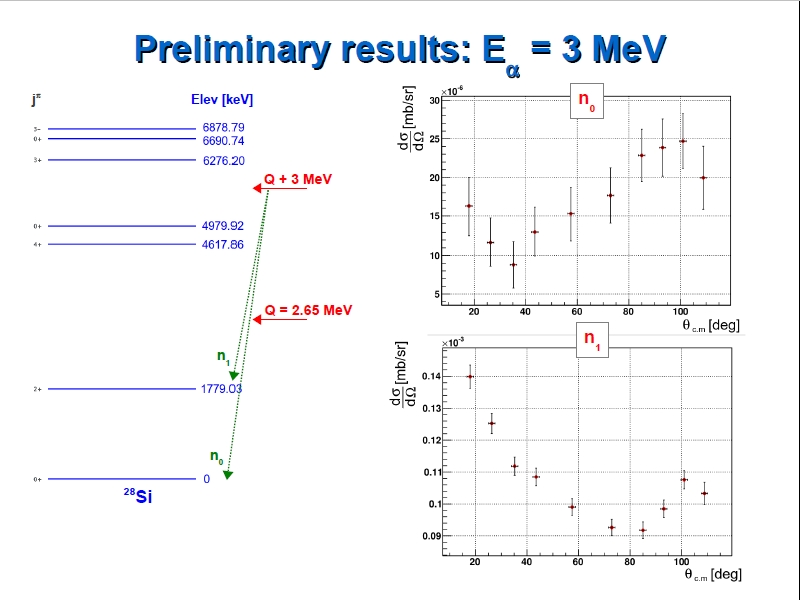 Preliminary results: Eα = 3 MeV
jπ
Elev [keV]
3- 6878.79
0+ 6690.74
3+ 6276.20
Q + 3 MeV
0+ 4979.92
4+ 4617.86
Q = 2.65 MeV
n1
2+ 1779.03
n0
0+ 0
28Si
n0
×10-6
dσ/dΩ [mb/sr]
30
25
20
15
10
5
20 40 60 80 100
θc.m [deg]
n1
×10-3
dσ/dΩ [mb/sr]
0.14
0.13
0.12
0.11
0.1
0.09
20 40 60 80 100
θc.m [deg]